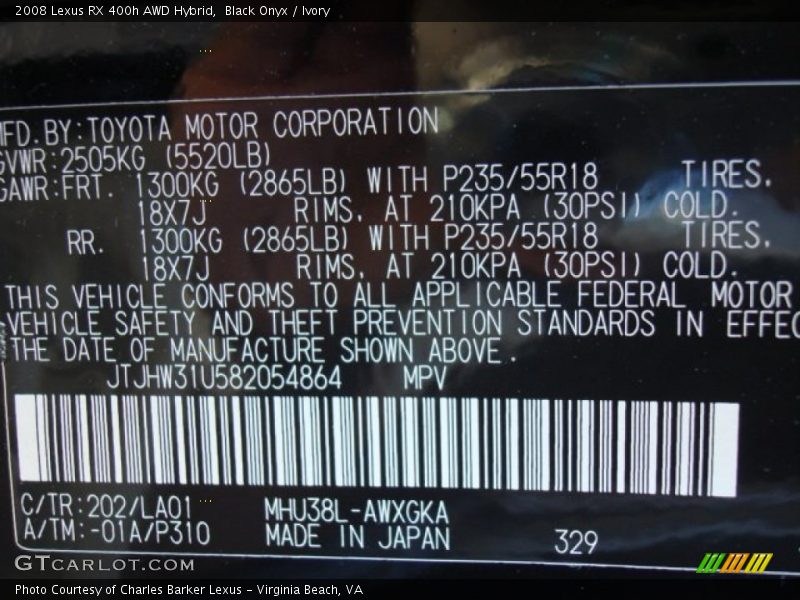 2008 Lexus RX 400h AWD Hybrid,  Black Onyx / Ivory
MFD. BY: TOYOTA MOTOR CORPORATION
GVWR: 2505KG (5520LB)
GAWR: FRT. 1300KG (2865LB) WITH P235/55R18 TIRES.
18X7J RIMS. AT 210KPA (30PSI) COLD.
RR. 1300KG (2865LB) WITH P235/55R18 TIRES.
18X7J RIMS. AT 210KPA (30PSI) COLD.
THIS VEHICLE CONFORMS TO ALL APPLICABLE FEDERAL MOTOR
VEHICLE SAFETY AND THEFT PREVENTION STANDARDS IN EFFEC
THE DATE OF MANUFACTURE SHOWN ABOVE.
JTJHW31U582054864 MPV
C/TR: 202/LA01 MHU38L-AWXGKA
A/TM: -01A/P310 MADE IN JAPAN 329
GTCARLOT.COM
Photo Courtesy of Charles Barker Lexus - Virginia Beach, VA